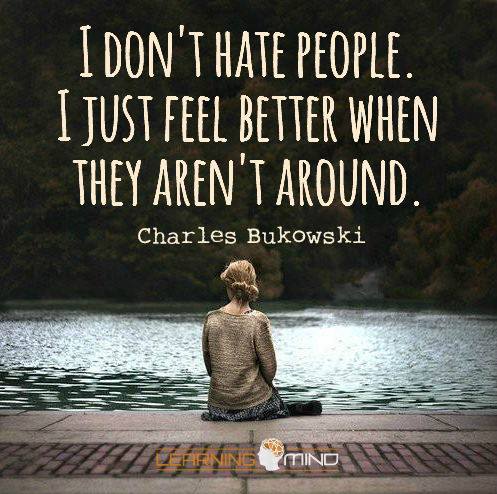 I DON'T HATE PEOPLE.
I JUST FEEL BETTER WHEN
THEY AREN'T AROUND.
Charles Bukowski
LEARNING MIND